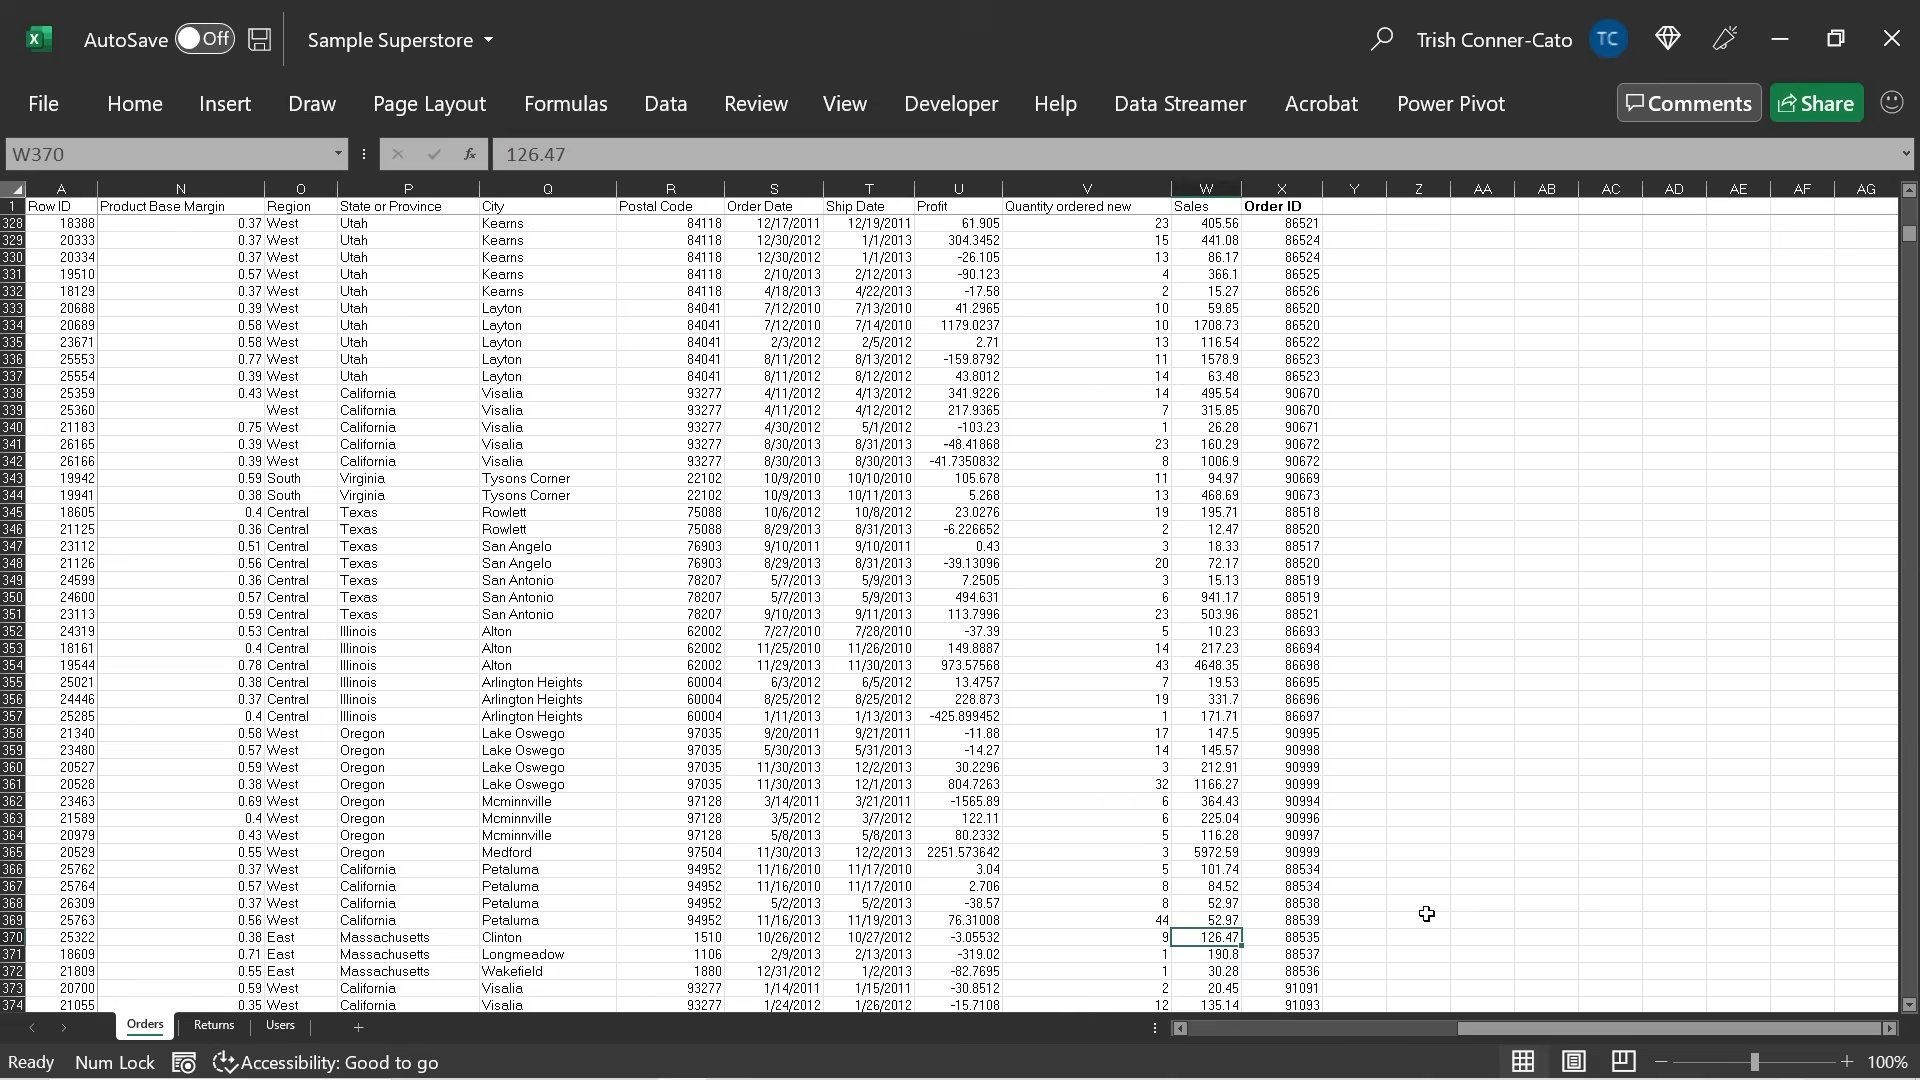 AutoSave Off Sample Superstore Trish Conner-Cato TC
File Home Insert Draw Page Layout Formulas Data Review View Developer Help Data Streamer Acrobat Power Pivot Comments Share
W370 fx 126.47
A N O P Q R S T U V W X Y Z AA AB AC AD AE AF AG
1 Row ID Product Base Margin Region State or Province City Postal Code Order Date Ship Date Profit Quantity ordered new Sales Order ID
328 18388 0.37 West Utah Kearns 84118 12/17/2011 12/19/2011 61.905 23 405.56 86521
329 20333 0.37 West Utah Kearns 84118 12/30/2012 1/1/2013 304.3452 15 441.08 86524
330 20334 0.37 West Utah Kearns 84118 12/30/2012 1/1/2013 -26.105 13 86.17 86524
331 19510 0.57 West Utah Kearns 84118 2/10/2013 2/12/2013 -90.123 4 366.1 86525
332 18129 0.37 West Utah Kearns 84118 4/18/2013 4/22/2013 -17.58 2 15.27 86526
333 20688 0.39 West Utah Layton 84041 7/12/2010 7/13/2010 41.2965 10 59.85 86520
334 20689 0.58 West Utah Layton 84041 7/12/2010 7/14/2010 1179.0237 10 1708.73 86520
335 23671 0.58 West Utah Layton 84041 2/3/2012 2/5/2012 2.71 13 116.54 86522
336 25553 0.77 West Utah Layton 84041 8/11/2012 8/13/2012 -159.8792 11 1578.9 86523
337 25554 0.39 West Utah Layton 84041 8/11/2012 8/12/2012 43.8012 14 63.48 86523
338 25359 0.43 West California Visalia 93277 4/11/2012 4/13/2012 341.9226 14 495.54 90670
339 25360 West California Visalia 93277 4/11/2012 4/12/2012 217.9365 7 315.85 90670
340 21183 0.75 West California Visalia 93277 4/30/2012 5/1/2012 -103.23 1 26.28 90671
341 26165 0.39 West California Visalia 93277 8/30/2013 8/31/2013 -48.41868 23 160.29 90672
342 26166 0.39 West California Visalia 93277 8/30/2013 8/30/2013 -41.7350832 8 1006.9 90672
343 19942 0.59 South Virginia Tysons Corner 22102 10/9/2010 10/10/2010 105.678 11 94.97 90669
344 19941 0.38 South Virginia Tysons Corner 22102 10/9/2013 10/11/2013 5.268 13 468.69 90673
345 18605 0.4 Central Texas Rowlett 75088 10/6/2012 10/8/2012 23.0276 19 195.71 88518
346 21125 0.36 Central Texas Rowlett 75088 8/29/2013 8/31/2013 -6.226652 2 12.47 88520
347 23112 0.51 Central Texas San Angelo 76903 9/10/2011 9/10/2011 0.43 3 18.33 88517
348 21126 0.56 Central Texas San Angelo 76903 8/29/2013 8/31/2013 -39.13096 20 72.17 88520
349 24599 0.36 Central Texas San Antonio 78207 5/7/2013 5/9/2013 7.2505 3 15.13 88519
350 24600 0.57 Central Texas San Antonio 78207 5/7/2013 5/9/2013 494.631 6 941.17 88519
351 23113 0.59 Central Texas San Antonio 78207 9/10/2013 9/11/2013 113.7996 23 503.96 88521
352 24319 0.53 Central Illinois Alton 62002 7/27/2010 7/28/2010 -37.39 5 10.23 86693
353 18161 0.4 Central Illinois Alton 62002 11/25/2010 11/26/2010 149.8887 14 217.23 86694
354 19544 0.78 Central Illinois Alton 62002 11/29/2013 11/30/2013 973.57568 43 4648.35 86698
355 25021 0.38 Central Illinois Arlington Heights 60004 6/3/2012 6/5/2012 13.4757 7 19.53 86695
356 24446 0.37 Central Illinois Arlington Heights 60004 8/25/2012 8/25/2012 228.873 19 331.7 86696
357 25285 0.4 Central Illinois Arlington Heights 60004 1/11/2013 1/13/2013 -425.899452 1 171.71 86697
358 21340 0.58 West Oregon Lake Oswego 97035 9/20/2011 9/21/2011 -11.88 17 147.5 90995
359 23480 0.57 West Oregon Lake Oswego 97035 5/30/2013 5/31/2013 -14.27 14 145.57 90998
360 20527 0.59 West Oregon Lake Oswego 97035 11/30/2013 12/2/2013 30.2296 3 212.91 90999
361 20528 0.38 West Oregon Lake Oswego 97035 11/30/2013 12/1/2013 804.7263 32 1166.27 90999
362 23463 0.69 West Oregon Mcminnville 97128 3/14/2011 3/21/2011 -1565.89 6 364.43 90994
363 21589 0.4 West Oregon Mcminnville 97128 3/5/2012 3/7/2012 122.11 6 225.04 90996
364 20979 0.43 West Oregon Mcminnville 97128 5/8/2013 5/8/2013 80.2332 5 116.28 90997
365 20529 0.55 West Oregon Medford 97504 11/30/2013 12/2/2013 2251.573642 3 5972.59 90999
366 25762 0.37 West California Petaluma 94952 11/16/2010 11/17/2010 3.04 5 101.74 88534
367 25764 0.57 West California Petaluma 94952 11/16/2010 11/17/2010 2.706 8 84.52 88534
368 26309 0.37 West California Petaluma 94952 5/2/2013 5/2/2013 -38.57 8 52.97 88538
369 25763 0.56 West California Petaluma 94952 11/16/2013 11/19/2013 76.31008 44 52.97 88539
370 25322 0.38 East Massachusetts Clinton 1510 10/26/2012 10/27/2012 -3.05532 9 126.47 88535
371 18609 0.71 East Massachusetts Longmeadow 1106 2/9/2013 2/13/2013 -319.02 1 190.8 88537
372 21809 0.55 East Massachusetts Wakefield 1880 12/31/2012 1/2/2013 -82.7695 1 30.28 88536
373 20700 0.59 West California Visalia 93277 1/14/2011 1/15/2011 -30.8512 2 20.45 91091
374 21055 0.35 West California Visalia 93277 1/24/2012 1/26/2012 -15.7108 12 135.14 91093
Orders Returns Users
Ready Num Lock Accessibility: Good to go 100%